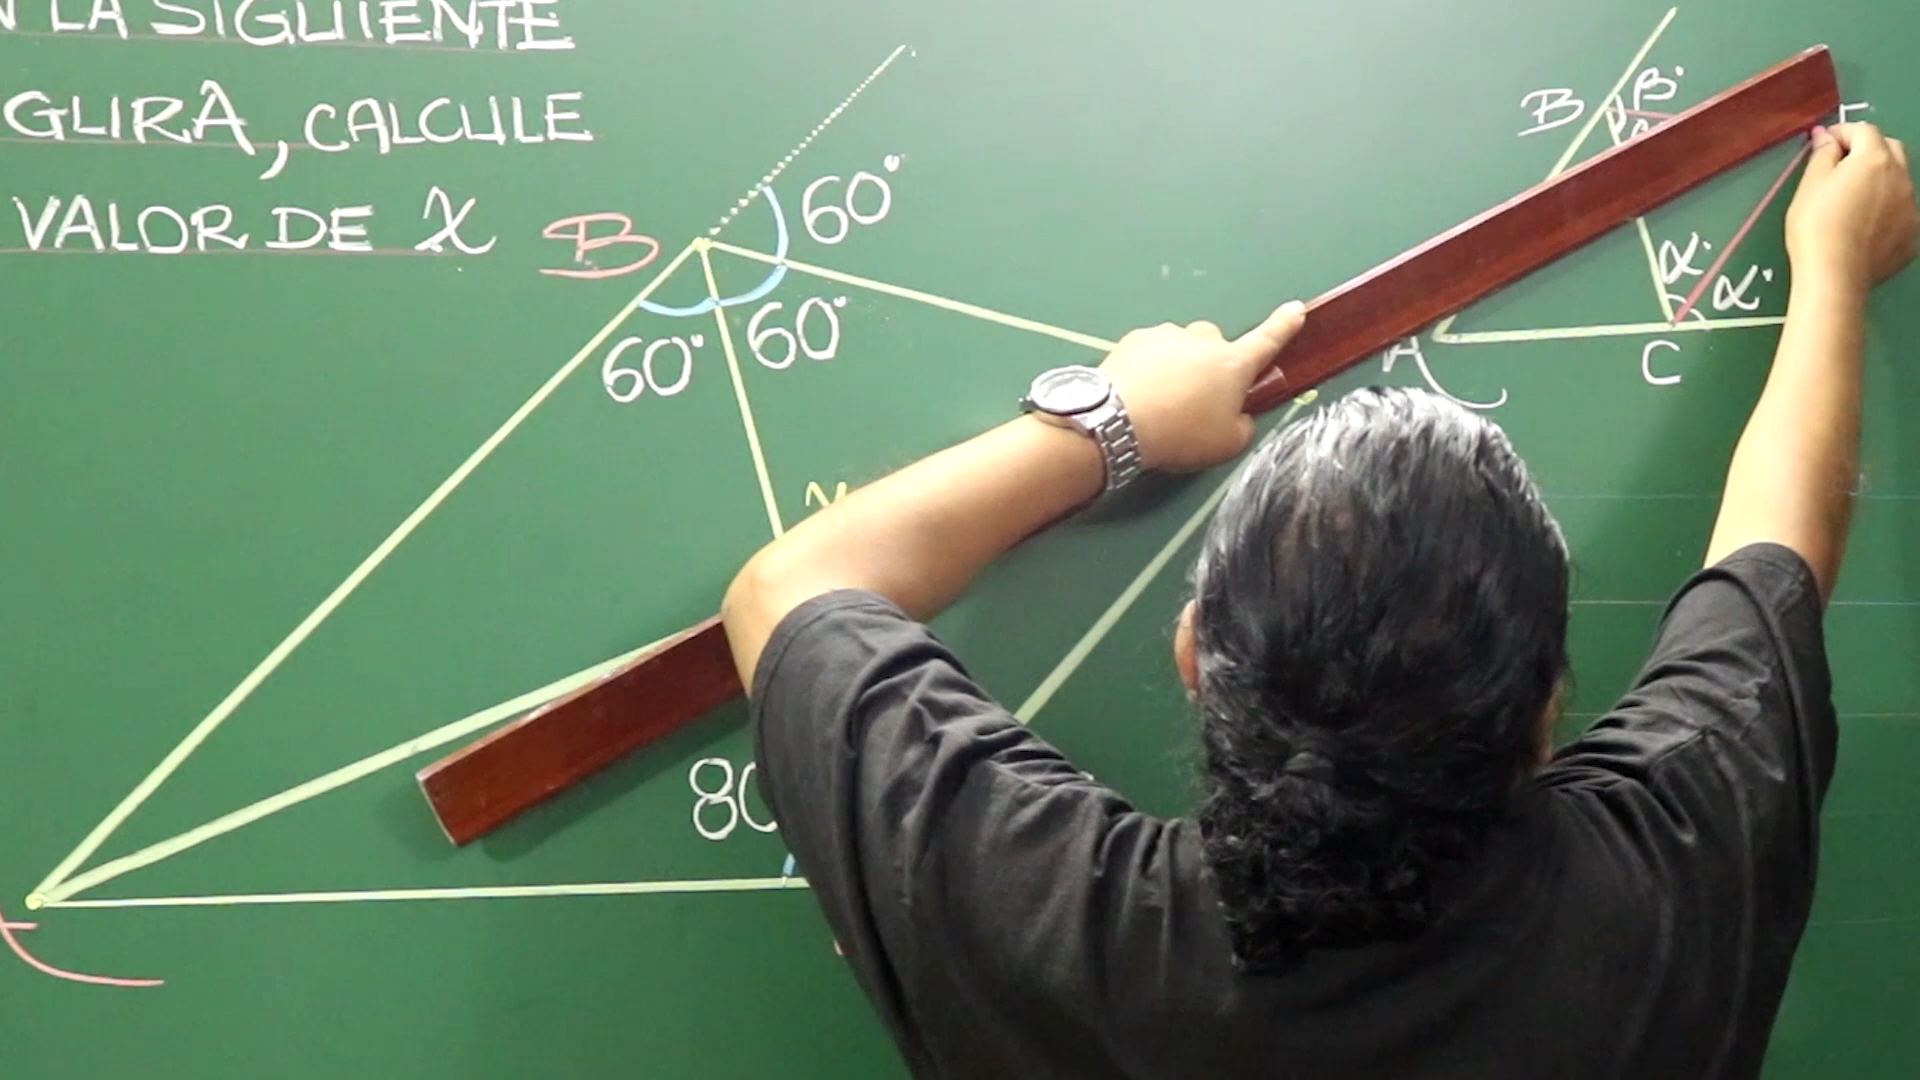 LA SIGUIENTE
GURA, CALCULE
VALOR DE X
B
60°
60°
60°
80
B
β°
α°
α°
A
C